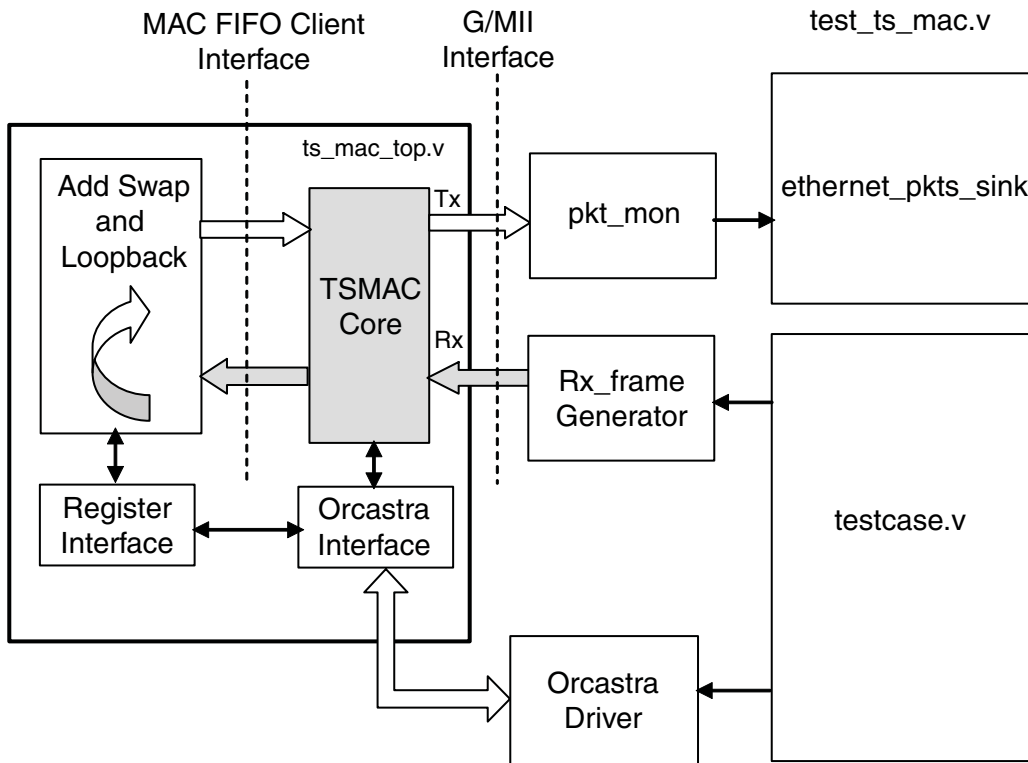 MAC FIFO Client
Interface
G/MII
Interface
test_ts_mac.v
ts_mac_top.v
Add Swap
and
Loopback
Tx
TSMAC
Core
Rx
pkt_mon
ethernet_pkts_sink
Rx_frame
Generator
Register
Interface
Orcastra
Interface
testcase.v
Orcastra
Driver